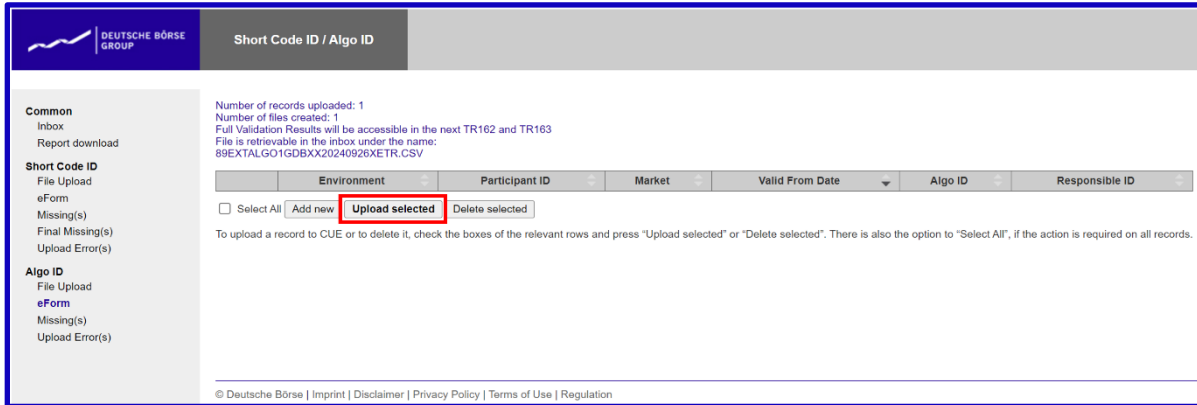 DEUTSCHE BÖRSE
GROUP
Short Code ID / Algo ID
Common
Inbox
Report download
Short Code ID
File Upload
eForm
Missing(s)
Final Missing(s)
Upload Error(s)
Algo ID
File Upload
eForm
Missing(s)
Upload Error(s)
Number of records uploaded: 1
Number of files created: 1
Full Validation Results will be accessible in the next TR162 and TR163
File is retrievable in the inbox under the name:
89EXTALGO1GDBXX20240926XETR.CSV
Environment Participant ID Market Valid From Date Algo ID Responsible ID
Select All Add new Upload selected Delete selected
To upload a record to CUE or to delete it, check the boxes of the relevant rows and press "Upload selected" or "Delete selected". There is also the option to "Select All", if the action is required on all records.
© Deutsche Börse | Imprint | Disclaimer | Privacy Policy | Terms of Use | Regulation